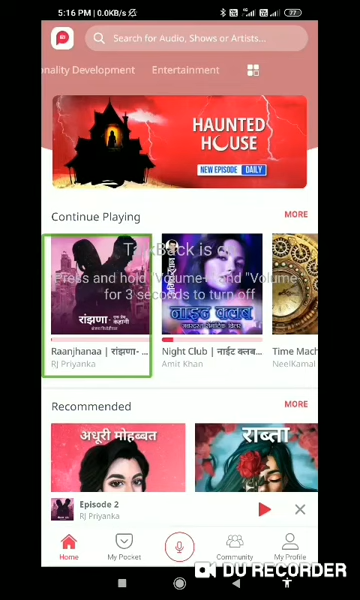 5:16 PM | 0.0KB/s
77
Search for Audio, Shows or Artists...
onality Development
Entertainment
HAUNTED
HOUSE
NEW EPISODE DAILY
Continue Playing
MORE
TalkBack is o
Press and hold "Volume-" and "Volume
for 3 seconds to turn off
रांझणा
Raanjhanaa | रांझणा- ...
RJ Priyanka
नाइट क्लब
Night Club | नाईट क्लब...
Amit Khan
Time Mach
NeelKamal
Recommended
MORE
अधूरी मोहब्बत
राब्ता
Episode 2
RJ Priyanka
Home
My Pocket
Community
My Profile
DU RECORDER